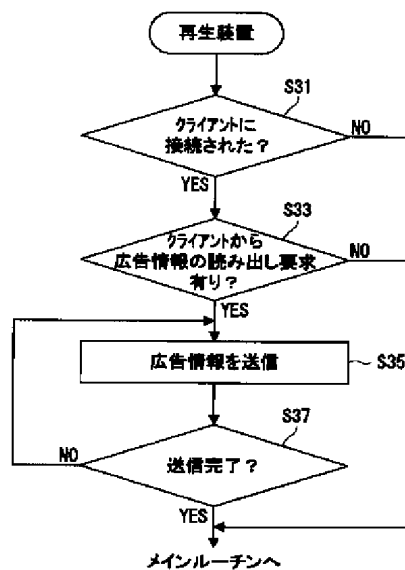 再生装置
S31
クライアントに
接続された？
NO
YES
S33
クライアントから
広告情報の読み出し要求
有り？
NO
YES
広告情報を送信
S35
S37
送信完了？
NO
YES
メインルーチンへ